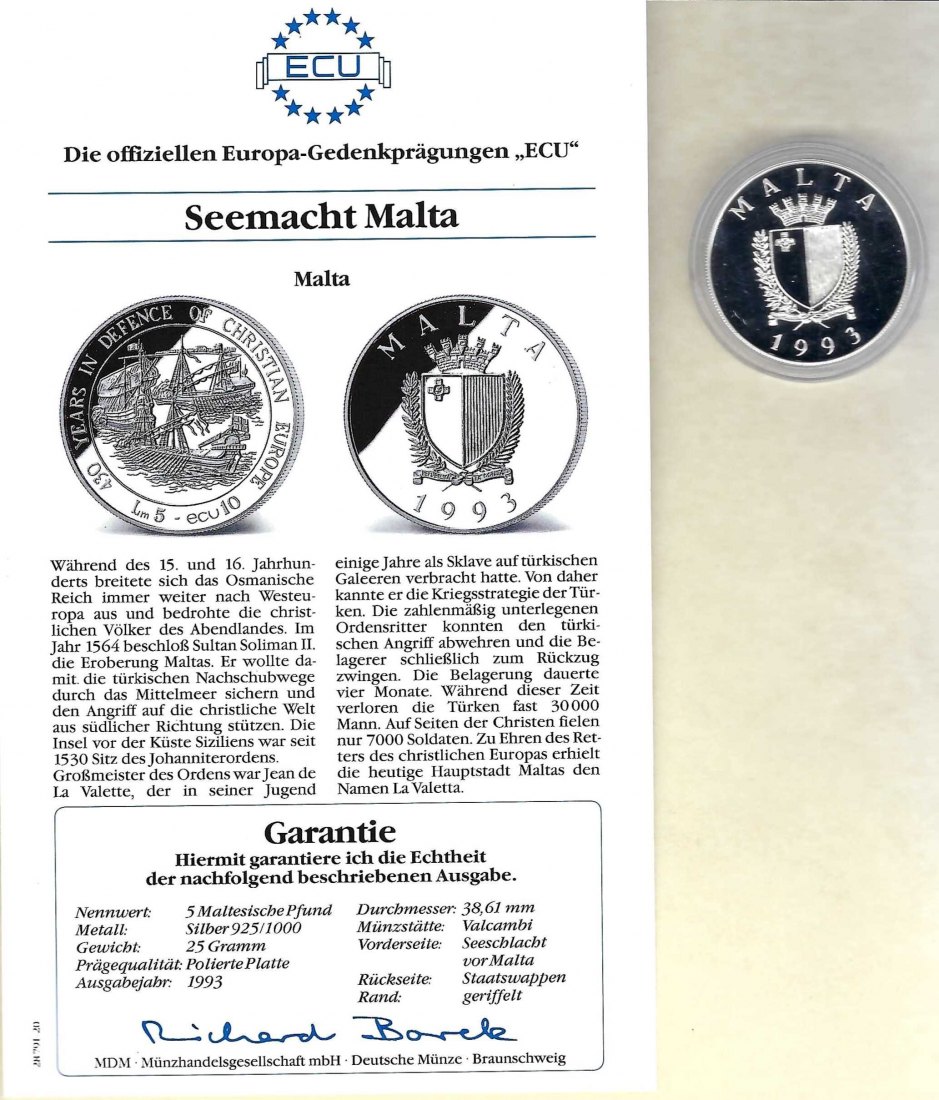 ECU
Die offiziellen Europa-Gedenkprägungen „ECU“
Seemacht Malta
Malta
430 YEARS IN DEFENCE OF CHRISTIAN EUROPE
Lm 5 - ecu 10
MALTA
1993
Während des 15. und 16. Jahrhun-
derts breitete sich das Osmanische
Reich immer weiter nach Westeu-
ropa aus und bedrohte die christ-
lichen Völker des Abendlandes. Im
Jahr 1564 beschloß Sultan Soliman II.
die Eroberung Maltas. Er wollte da-
mit die türkischen Nachschubwege
durch das Mittelmeer sichern und
den Angriff auf die christliche Welt
aus südlicher Richtung stützen. Die
Insel vor der Küste Siziliens war seit
1530 Sitz des Johanniterordens.
Großmeister des Ordens war Jean de
La Valette, der in seiner Jugend
einige Jahre als Sklave auf türkischen
Galeeren verbracht hatte. Von daher
kannte er die Kriegsstrategie der Tür-
ken. Die zahlenmäßig unterlegenen
Ordensritter konnten den türki-
schen Angriff abwehren und die Be-
lagerer schließlich zum Rückzug
zwingen. Die Belagerung dauerte
vier Monate. Während dieser Zeit
verloren die Türken fast 30000
Mann. Auf Seiten der Christen fielen
nur 7000 Soldaten. Zu Ehren des Ret-
ters des christlichen Europas erhielt
die heutige Hauptstadt Maltas den
Namen La Valetta.
Garantie
Hiermit garantiere ich die Echtheit
der nachfolgend beschriebenen Ausgabe.
Nennwert: 5 Maltesische Pfund
Metall: Silber 925/1000
Gewicht: 25 Gramm
Prägequalität: Polierte Platte
Ausgabejahr: 1993
Durchmesser: 38,61 mm
Münzstätte: Valcambi
Vorderseite: Seeschlacht
vor Malta
Rückseite: Staatswappen
Rand: geriffelt
Richard Borek
MDM · Münzhandelsgesellschaft mbH · Deutsche Münze · Braunschweig
MALTA
1993